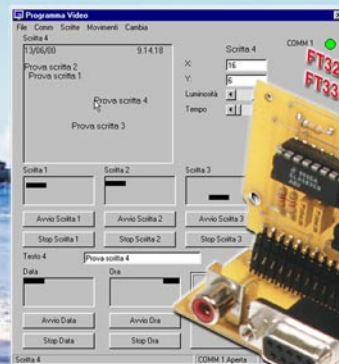 Programma Video
File Comm Scritte Movimenti Cambia
Scritta 4
13/06/00 9.14.18
Prova scritta 2
Prova scritta 1
Prova scritta 4
Prova scritta 3
Scritta 4
X: 16
Y: 6
Luminosità
Tempo
COMM 1
FT32
FT33
Scritta 1 Scritta 2 Scritta 3
Avvio Scritta 1 Avvio Scritta 2 Avvio Scritta 3
Stop Scritta 1 Stop Scritta 2 Stop Scritta 3
Testo 4 Prova scritta 4
Data Ora
Avvio Data Avvio Ora
Stop Data Stop Ora
Scritta 4 COMM 1 Aperta